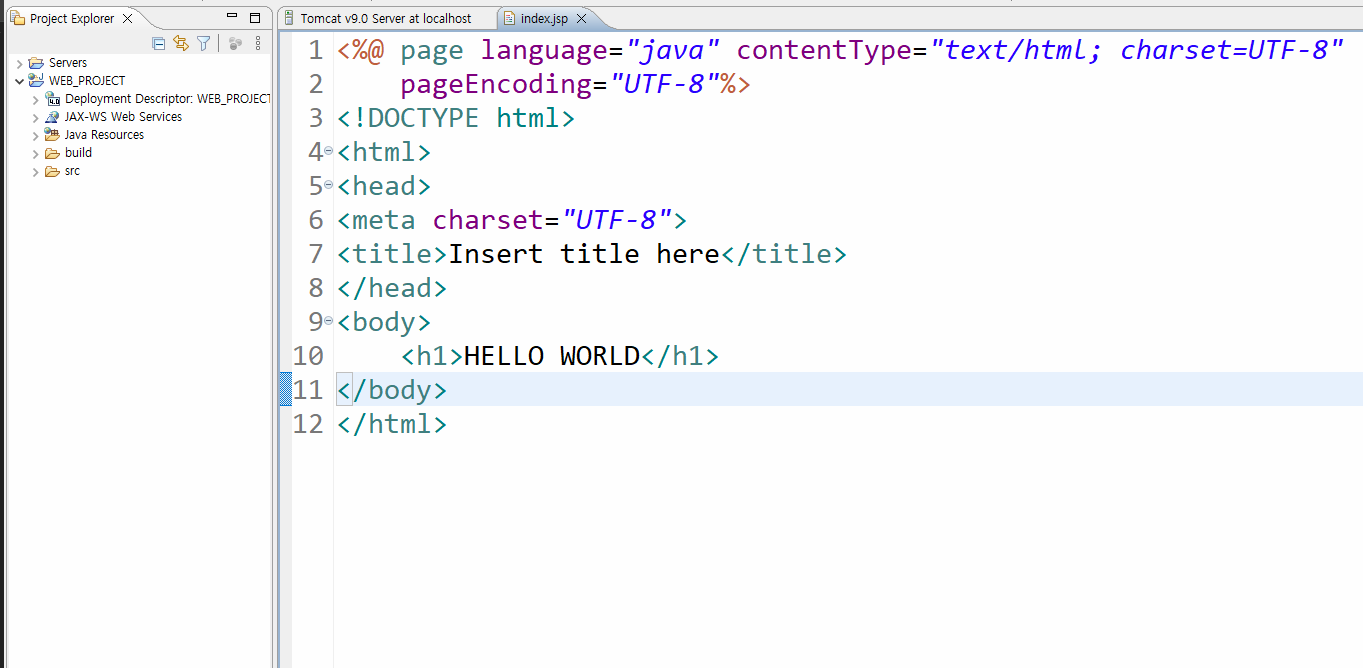 Project Explorer
Servers
WEB_PROJECT
Deployment Descriptor: WEB_PROJECT
JAX-WS Web Services
Java Resources
build
src
Tomcat v9.0 Server at localhost
index.jsp
1 <%@ page language="java" contentType="text/html; charset=UTF-8"
2     pageEncoding="UTF-8"%>
3 <!DOCTYPE html>
4 <html>
5 <head>
6 <meta charset="UTF-8">
7 <title>Insert title here</title>
8 </head>
9 <body>
10     <h1>HELLO WORLD</h1>
11 </body>
12 </html>